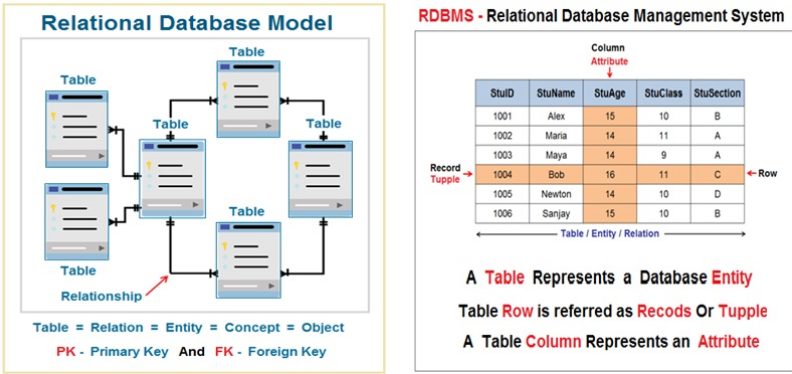 Relational Database Model
Table
Table
Table
Table
Table
Table
Relationship
Table = Relation = Entity = Concept = Object
PK - Primary Key And FK - Foreign Key
RDBMS - Relational Database Management System
Column
Attribute
StuID StuName StuAge StuClass StuSection
1001 Alex 15 10 B
1002 Maria 14 11 A
1003 Maya 14 9 A
Record
Tupple
1004 Bob 16 11 C
Row
1005 Newton 14 10 D
1006 Sanjay 15 10 B
Table / Entity / Relation
A Table Represents a Database Entity
Table Row is referred as Recods Or Tupple
A Table Column Represents an Attribute